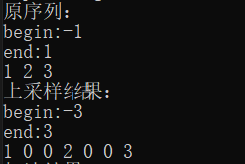 原序列：
begin:-1
end:1
1 2 3
上采样结果：
begin:-3
end:3
1 0 0 2 0 0 3